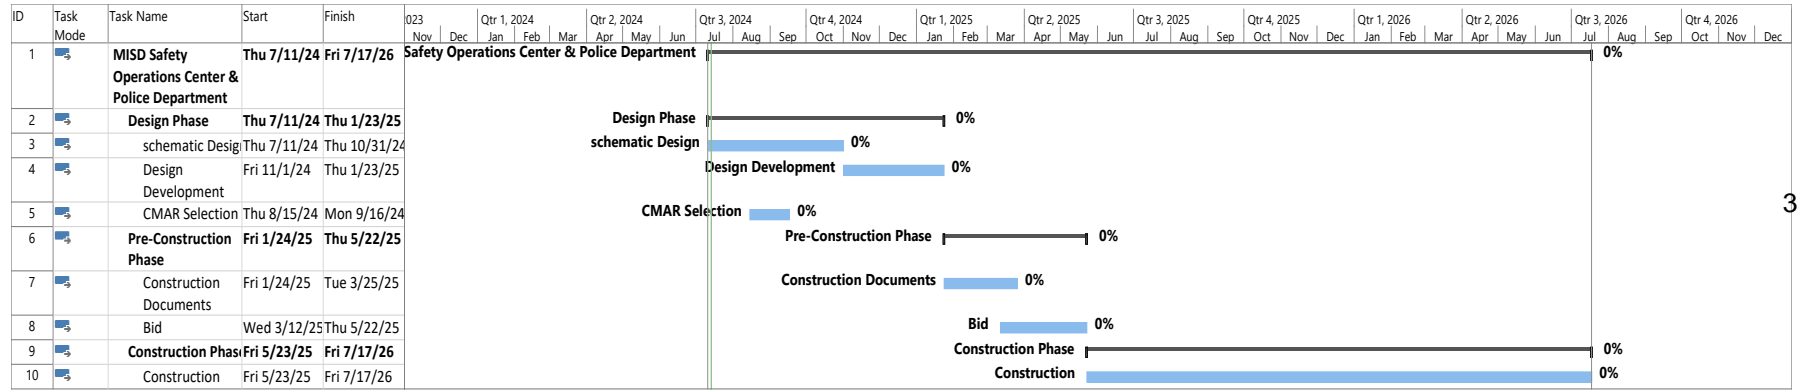 ID Task Mode Task Name Start Finish 2023 Qtr 1, 2024 Qtr 2, 2024 Qtr 3, 2024 Qtr 4, 2024 Qtr 1, 2025 Qtr 2, 2025 Qtr 3, 2025 Qtr 4, 2025 Qtr 1, 2026 Qtr 2, 2026 Qtr 3, 2026 Qtr 4, 2026
Nov Dec Jan Feb Mar Apr May Jun Jul Aug Sep Oct Nov Dec Jan Feb Mar Apr May Jun Jul Aug Sep Oct Nov Dec Jan Feb Mar Apr May Jun Jul Aug Sep Oct Nov Dec
1 MISD Safety Thu 7/11/24 Fri 7/17/26 Safety Operations Center & Police Department 0%
Operations Center &
Police Department
2 Design Phase Thu 7/11/24 Thu 1/23/25 Design Phase 0%
3 schematic Desig Thu 7/11/24 Thu 10/31/24 schematic Design 0%
4 Design Fri 11/1/24 Thu 1/23/25 Design Development 0%
Development
5 CMAR Selection Thu 8/15/24 Mon 9/16/24 CMAR Selection 0%
3
6 Pre-Construction Fri 1/24/25 Thu 5/22/25 Pre-Construction Phase 0%
Phase
7 Construction Fri 1/24/25 Tue 3/25/25 Construction Documents 0%
Documents
8 Bid Wed 3/12/25 Thu 5/22/25 Bid 0%
9 Construction Phase Fri 5/23/25 Fri 7/17/26 Construction Phase 0%
10 Construction Fri 5/23/25 Fri 7/17/26 Construction 0%